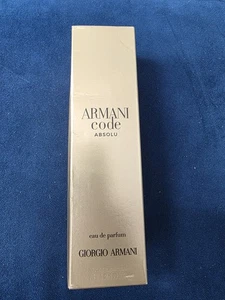 ARMANI
code
ABSOLU
eau de parfum
GIORGIO ARMANI